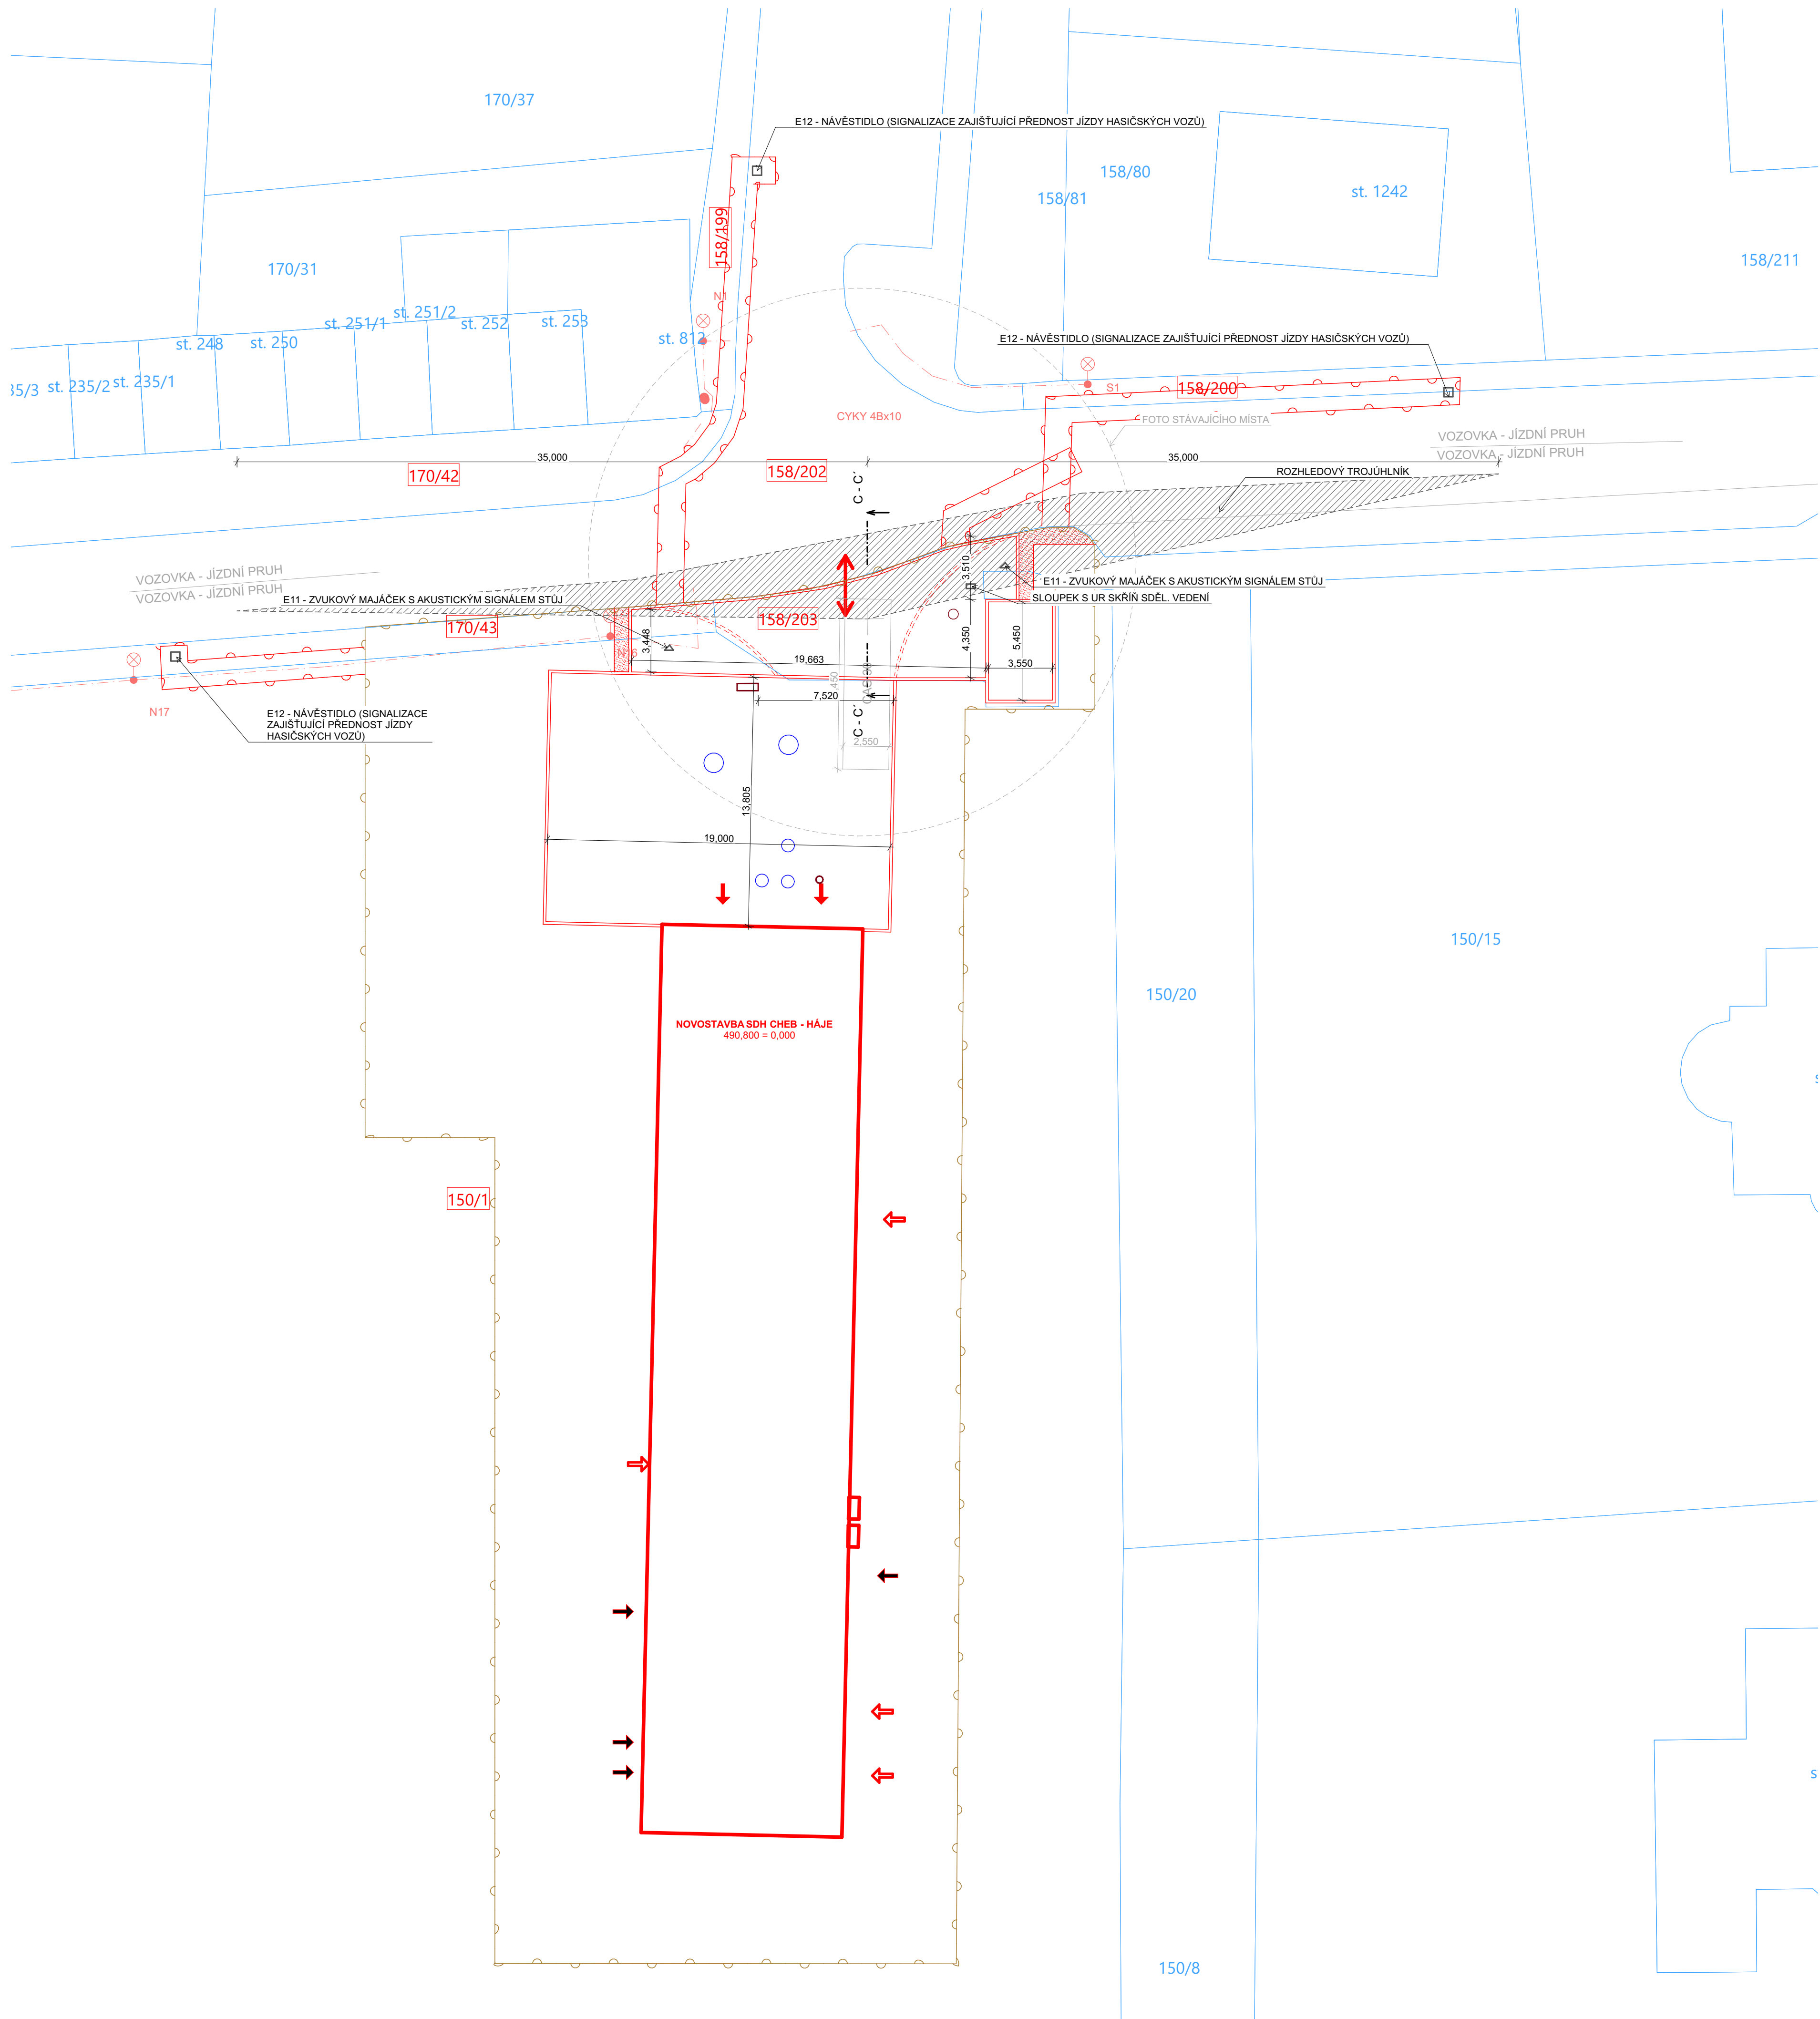 170/37
E12 - NÁVĚSTIDLO (SIGNALIZACE ZAJIŠŤUJÍCÍ PŘEDNOST JÍZDY HASIČSKÝCH VOZŮ)
158/80
st. 1242
158/81
158/199
158/211
170/31
N1
st. 251/2
st. 251/1
st. 252
st. 253
st. 248
st. 250
st. 812
E12 - NÁVĚSTIDLO (SIGNALIZACE ZAJIŠŤUJÍCÍ PŘEDNOST JÍZDY HASIČSKÝCH VOZŮ)
35/3
st. 235/2
st. 235/1
S1
158/200
CYKY 4Bx10
FOTO STÁVAJÍCÍHO MÍSTA
VOZOVKA - JÍZDNÍ PRUH
VOZOVKA - JÍZDNÍ PRUH
35,000
35,000
170/42
158/202
ROZHLEDOVÝ TROJÚHLNÍK
C - C'
VOZOVKA - JÍZDNÍ PRUH
VOZOVKA - JÍZDNÍ PRUH
3,510
E11 - ZVUKOVÝ MAJÁČEK S AKUSTICKÝM SIGNÁLEM STŮJ
E11 - ZVUKOVÝ MAJÁČEK S AKUSTICKÝM SIGNÁLEM STŮJ
SLOUPEK S UR SKŘÍŇ SDĚL. VEDENÍ
170/43
158/203
3,448
4,350
5,450
19,663
3,550
7,520
N17
E12 - NÁVĚSTIDLO (SIGNALIZACE
ZAJIŠŤUJÍCÍ PŘEDNOST JÍZDY
HASIČSKÝCH VOZŮ)
C - C'
2,550
13,805
19,000
150/15
150/20
NOVOSTAVBA SDH CHEB - HÁJE
490,800 = 0,000
150/1
150/8